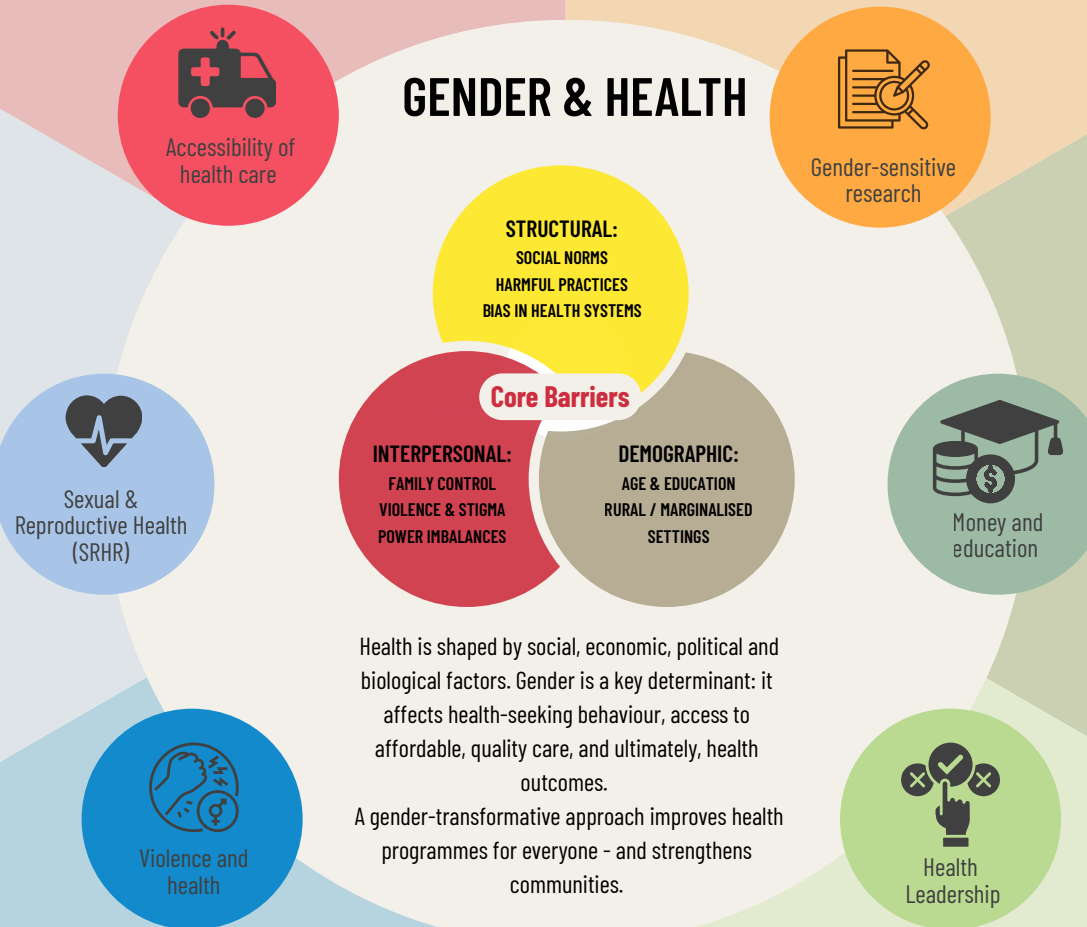 GENDER & HEALTH
Accessibility of
health care
Gender-sensitive
research
STRUCTURAL:
SOCIAL NORMS
HARMFUL PRACTICES
BIAS IN HEALTH SYSTEMS
Core Barriers
INTERPERSONAL:
FAMILY CONTROL
VIOLENCE & STIGMA
POWER IMBALANCES
DEMOGRAPHIC:
AGE & EDUCATION
RURAL / MARGINALISED
SETTINGS
Sexual &
Reproductive Health
(SRHR)
$
Money and
education
Health is shaped by social, economic, political and
biological factors. Gender is a key determinant: it
affects health-seeking behaviour, access to
affordable, quality care, and ultimately, health
outcomes.
A gender-transformative approach improves health
programmes for everyone - and strengthens
communities.
Violence and
health
Health
Leadership